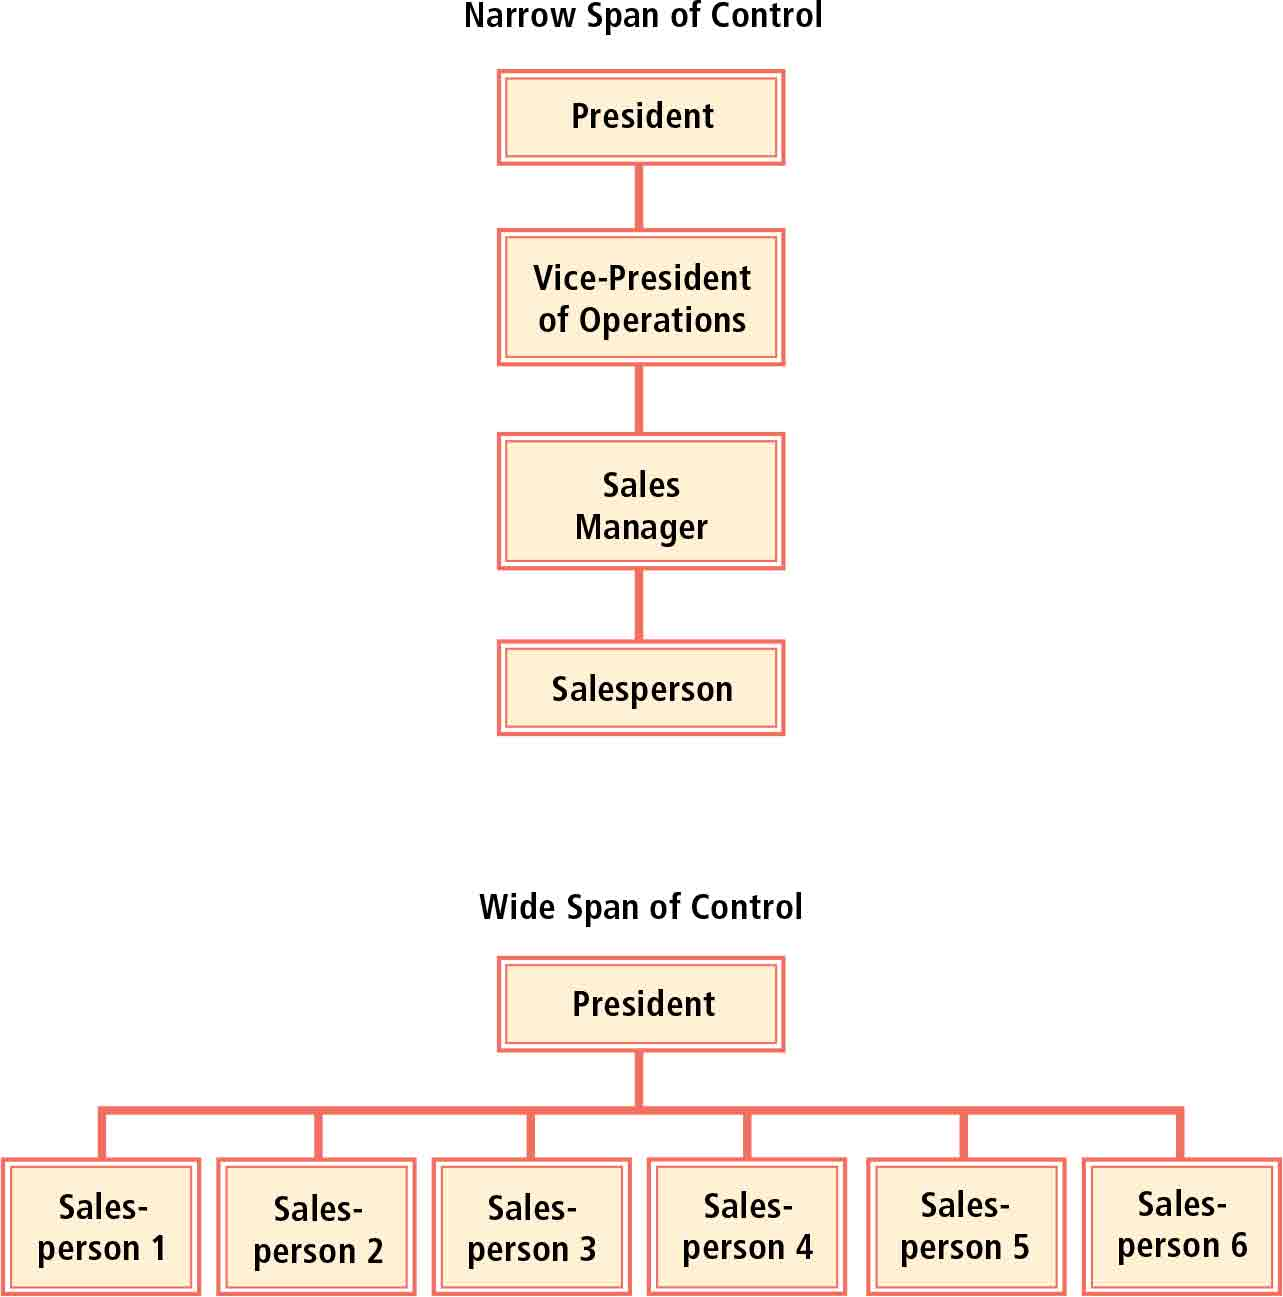 Narrow Span of Control
President
Vice-President
of Operations
Sales
Manager
Salesperson
Wide Span of Control
President
Sales-
person 1
Sales-
person 2
Sales-
person 3
Sales-
person 4
Sales-
person 5
Sales-
person 6